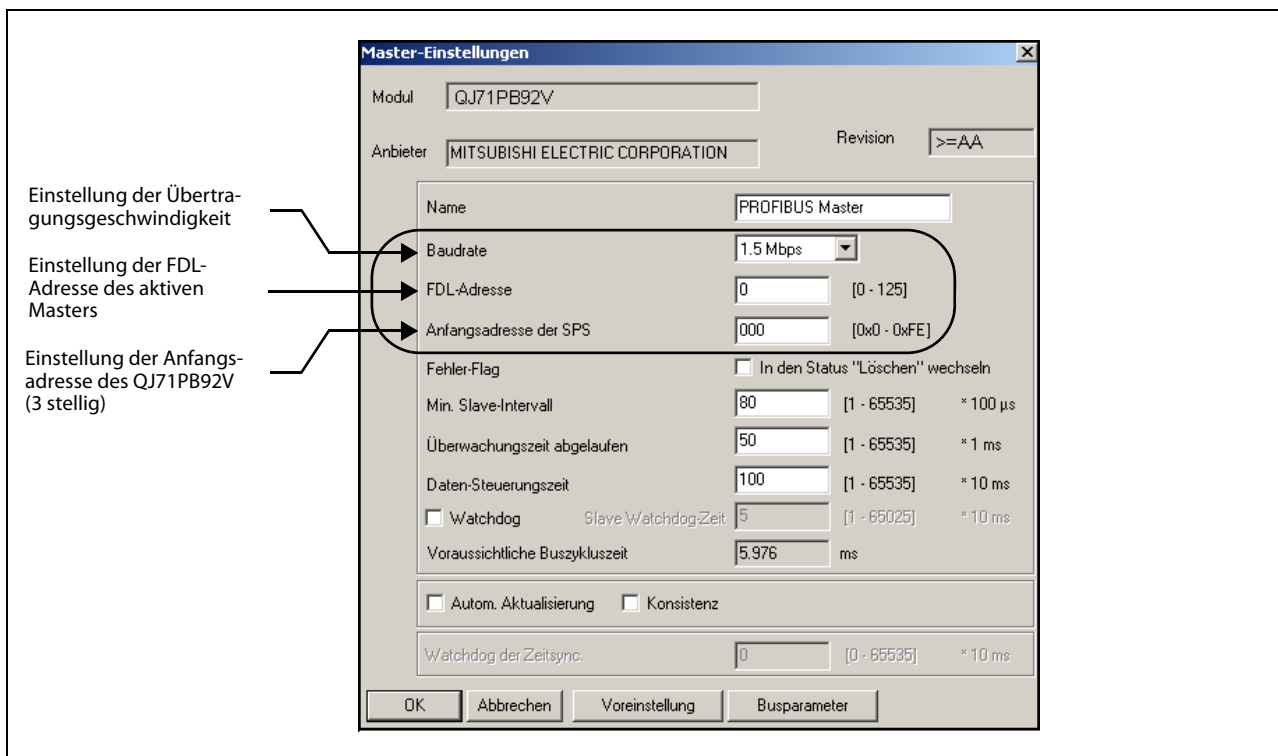 Master-Einstellungen
Modul QJ71PB92V
Revision >=AA
Anbieter MITSUBISHI ELECTRIC CORPORATION
Einstellung der Übertra-
gungsgeschwindigkeit
Einstellung der FDL-
Adresse des aktiven
Masters
Einstellung der Anfangs-
adresse des QJ71PB92V
(3 stellig)
Name PROFIBUS Master
Baudrate 1.5 Mbps
FDL-Adresse 0 [0 - 125]
Anfangsadresse der SPS 000 [0x0 - 0xFE]
Fehler-Flag In den Status "Löschen" wechseln
Min. Slave-Intervall 80 [1 - 65535] * 100 µs
Überwachungszeit abgelaufen 50 [1 - 65535] * 1 ms
Daten-Steuerungszeit 100 [1 - 65535] * 10 ms
Watchdog Slave Watchdog-Zeit 5 [1 - 65025] * 10 ms
Voraussichtliche Buszykluszeit 5.976 ms
Autom. Aktualisierung Konsistenz
Watchdog der Zeitsync. 0 [0 - 65535] * 10 ms
OK Abbrechen Voreinstellung Busparameter